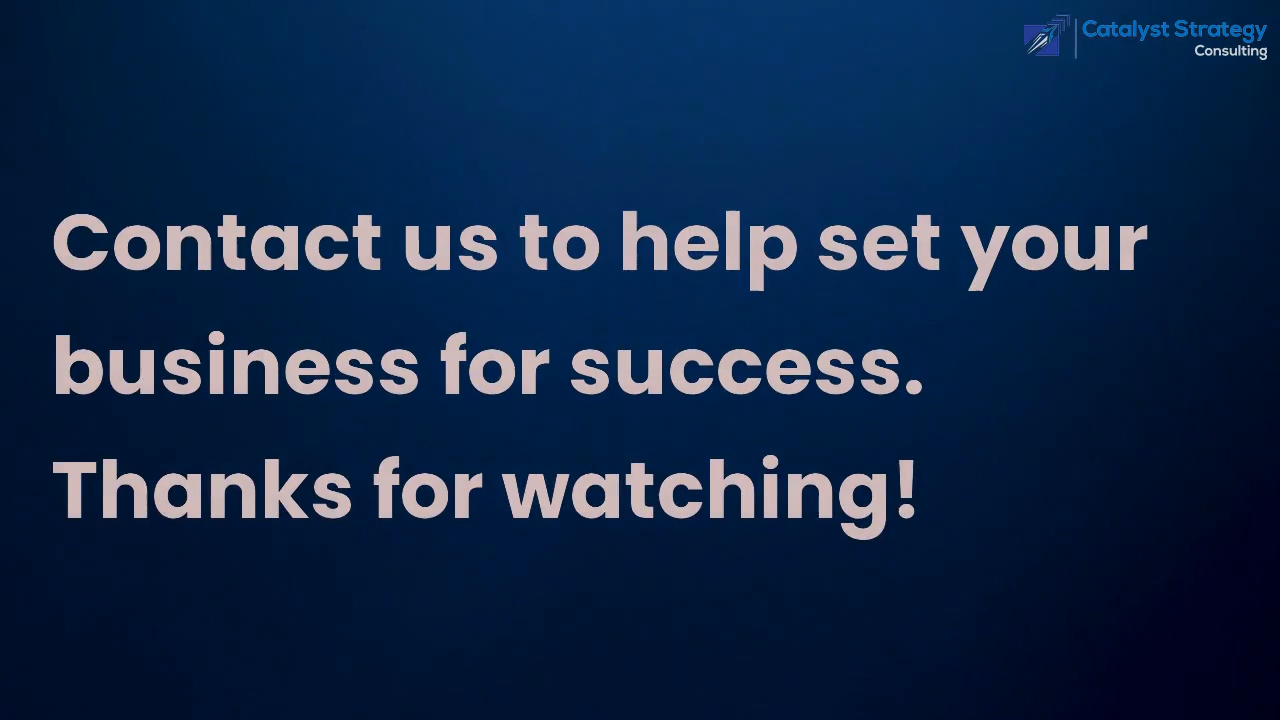 Catalyst Strategy
Consulting
Contact us to help set your
business for success.
Thanks for watching!